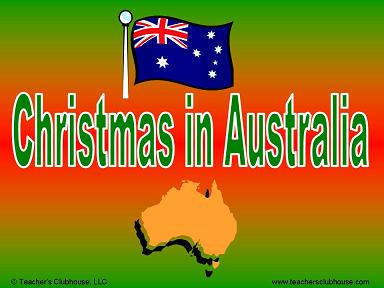 Christmas in Australia
© Teacher's Clubhouse, LLC
www.teachersclubhouse.com